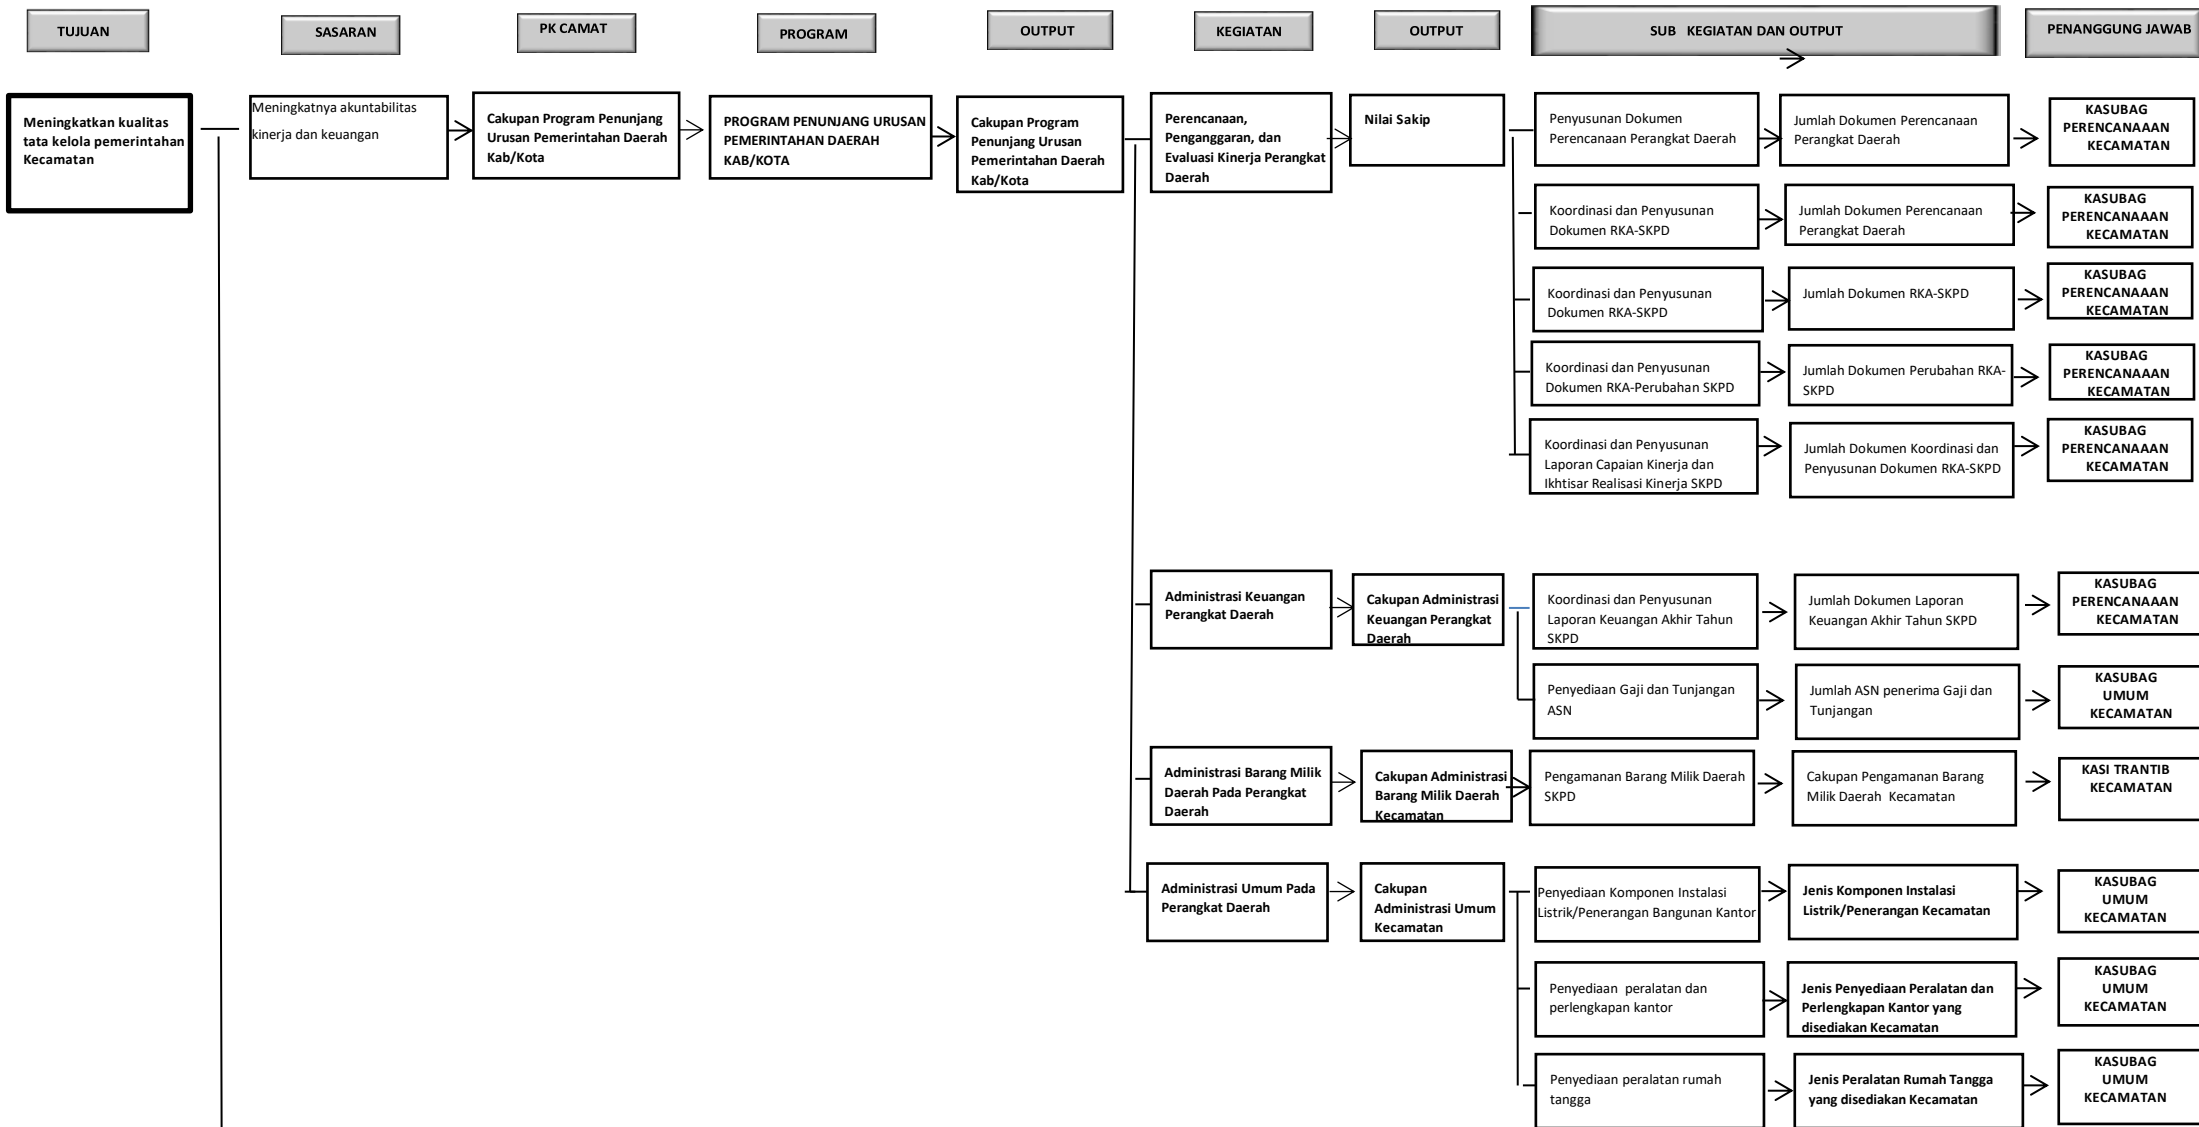 TUJUAN
SASARAN
PK CAMAT
PROGRAM
OUTPUT
KEGIATAN
OUTPUT
SUB KEGIATAN DAN OUTPUT
PENANGGUNG JAWAB
Meningkatkan kualitas
tata kelola pemerintahan
Kecamatan
Meningkatnya akuntabilitas
kinerja dan keuangan
Cakupan Program Penunjang
Urusan Pemerintahan Daerah
Kab/Kota
PROGRAM PENUNJANG URUSAN
PEMERINTAHAN DAERAH
KAB/KOTA
Cakupan Program
Penunjang Urusan
Pemerintahan Daerah
Kab/Kota
Perencanaan,
Penganggaran, dan
Evaluasi Kinerja Perangkat
Daerah
Nilai Sakip
Penyusunan Dokumen
Perencanaan Perangkat Daerah
Jumlah Dokumen Perencanaan
Perangkat Daerah
KASUBAG
PERENCANAAAN
KECAMATAN
Koordinasi dan Penyusunan
Dokumen RKA-SKPD
Jumlah Dokumen Perencanaan
Perangkat Daerah
KASUBAG
PERENCANAAAN
KECAMATAN
Koordinasi dan Penyusunan
Dokumen RKA-SKPD
Jumlah Dokumen RKA-SKPD
KASUBAG
PERENCANAAAN
KECAMATAN
Koordinasi dan Penyusunan
Dokumen RKA-Perubahan SKPD
Jumlah Dokumen Perubahan RKA-
SKPD
KASUBAG
PERENCANAAAN
KECAMATAN
Koordinasi dan Penyusunan
Laporan Capaian Kinerja dan
Ikhtisar Realisasi Kinerja SKPD
Jumlah Dokumen Koordinasi dan
Penyusunan Dokumen RKA-SKPD
KASUBAG
PERENCANAAAN
KECAMATAN
Administrasi Keuangan
Perangkat Daerah
Cakupan Administrasi
Keuangan Perangkat
Daerah
Koordinasi dan Penyusunan
Laporan Keuangan Akhir Tahun
SKPD
Jumlah Dokumen Laporan
Keuangan Akhir Tahun SKPD
KASUBAG
PERENCANAAAN
KECAMATAN
Penyediaan Gaji dan Tunjangan
ASN
Jumlah ASN penerima Gaji dan
Tunjangan
KASUBAG
UMUM
KECAMATAN
Administrasi Barang Milik
Daerah Pada Perangkat
Daerah
Cakupan Administrasi
Barang Milik Daerah
Kecamatan
Pengamanan Barang Milik Daerah
SKPD
Cakupan Pengamanan Barang
Milik Daerah Kecamatan
KASI TRANTIB
KECAMATAN
Administrasi Umum Pada
Perangkat Daerah
Cakupan
Administrasi Umum
Kecamatan
Penyediaan Komponen Instalasi
Listrik/Penerangan Bangunan Kantor
Jenis Komponen Instalasi
Listrik/Penerangan Kecamatan
KASUBAG
UMUM
KECAMATAN
Penyediaan peralatan dan
perlengkapan kantor
Jenis Penyediaan Peralatan dan
Perlengkapan Kantor yang
disediakan Kecamatan
KASUBAG
UMUM
KECAMATAN
Penyediaan peralatan rumah
tangga
Jenis Peralatan Rumah Tangga
yang disediakan Kecamatan
KASUBAG
UMUM
KECAMATAN